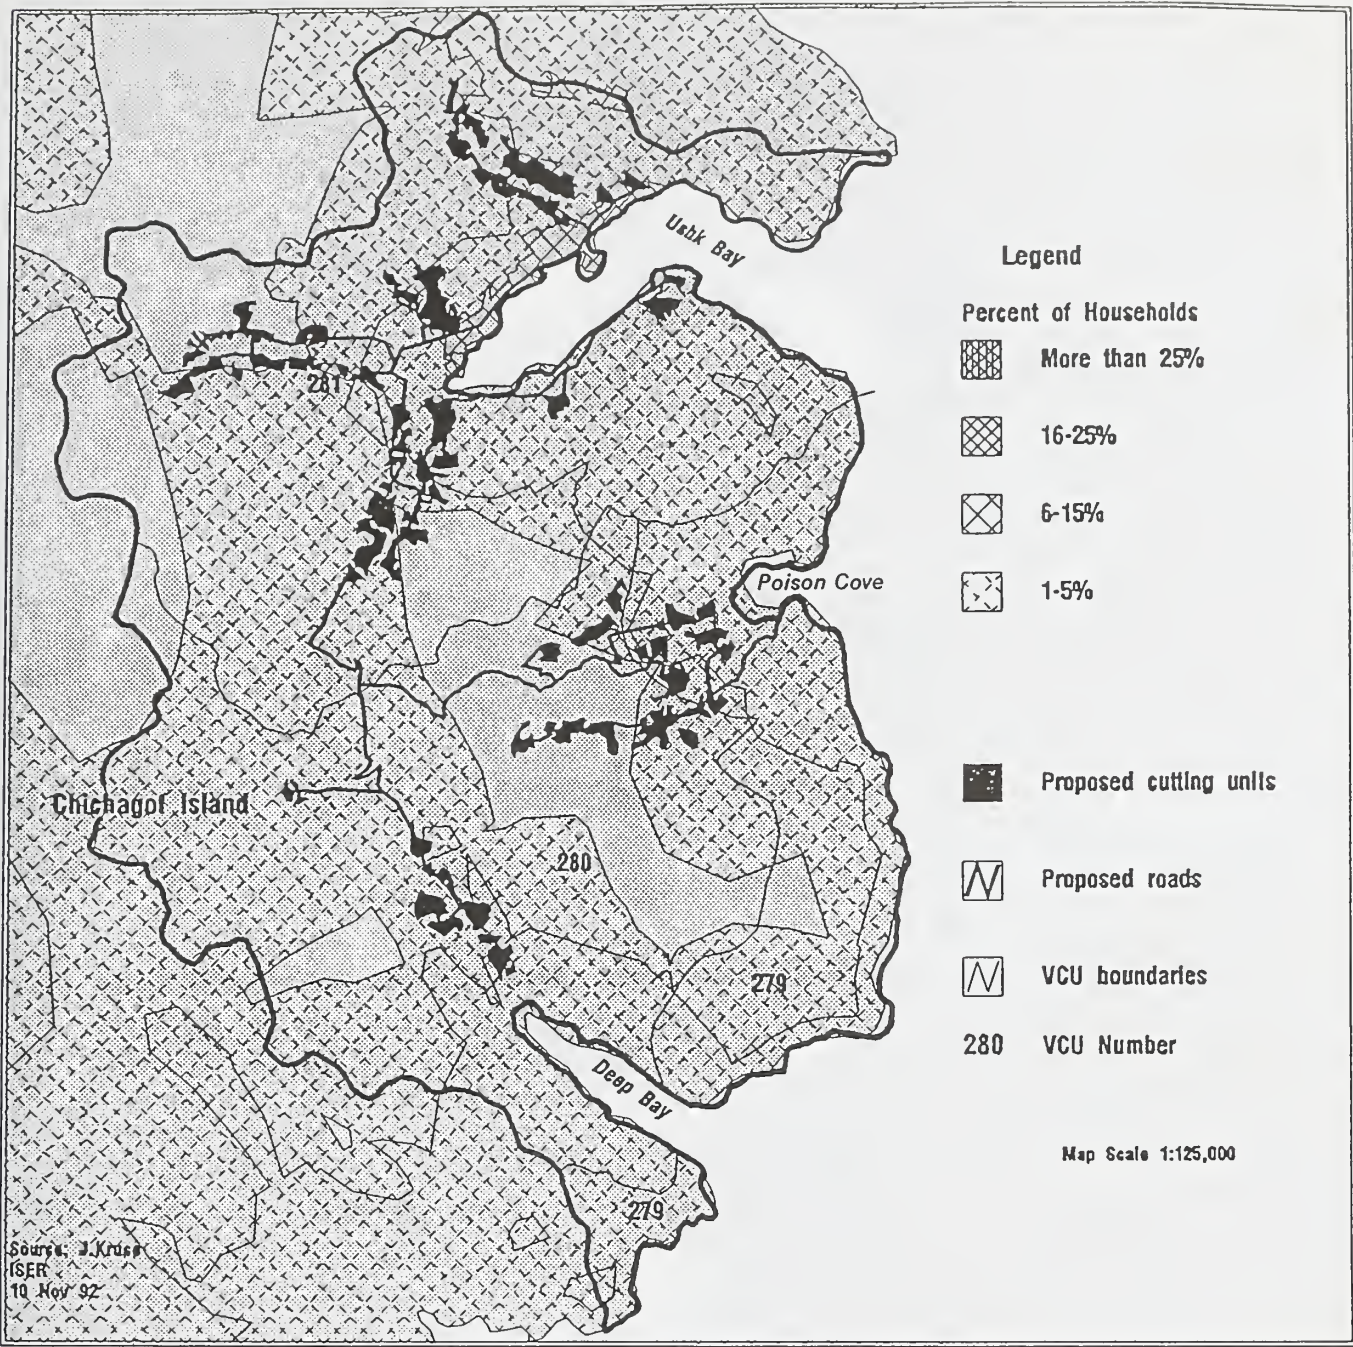 Ushk Bay
Legend
Percent of Households
More than 25%
16-25%
281
6-15%
Poison Cove
1-5%
Proposed cutting units
Chichagof Island
280
Proposed roads
VCU boundaries
279
280 VCU Number
Deep Bay
Map Scale 1:125,000
279
Source: J.Kruse
ISER
10 Nov 92